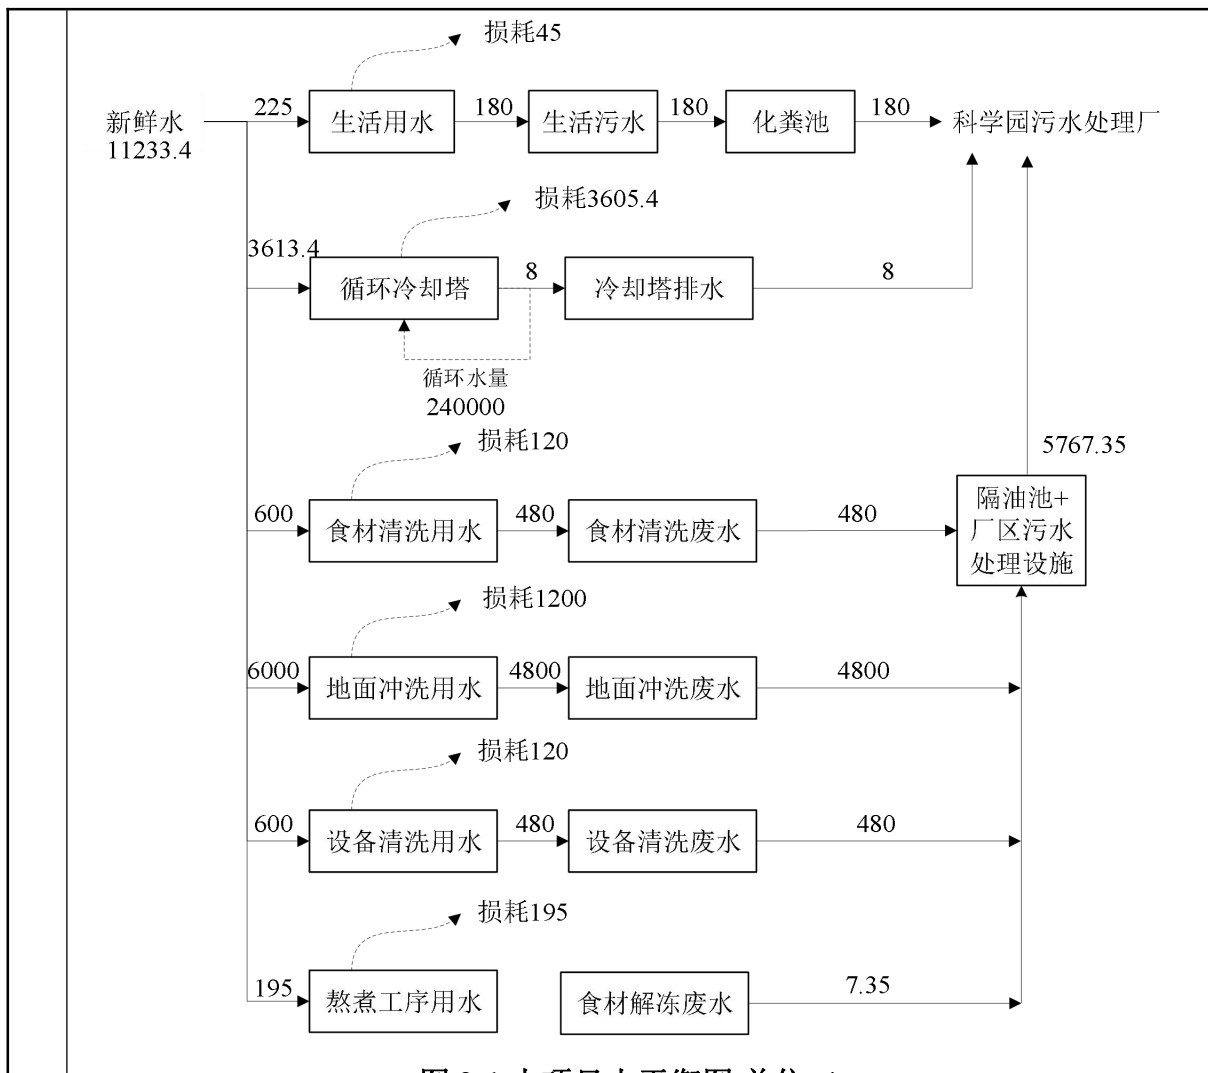 损耗45
新鲜水
11233.4
225
生活用水
180
生活污水
180
化粪池
180
科学园污水处理厂
损耗3605.4
3613.4
循环冷却塔
8
冷却塔排水
8
循环水量
240000
损耗120
600
食材清洗用水
480
食材清洗废水
480
5767.35
隔油池+
厂区污水
处理设施
损耗1200
6000
地面冲洗用水
4800
地面冲洗废水
4800
损耗120
600
设备清洗用水
480
设备清洗废水
480
损耗195
195
熬煮工序用水
食材解冻废水
7.35